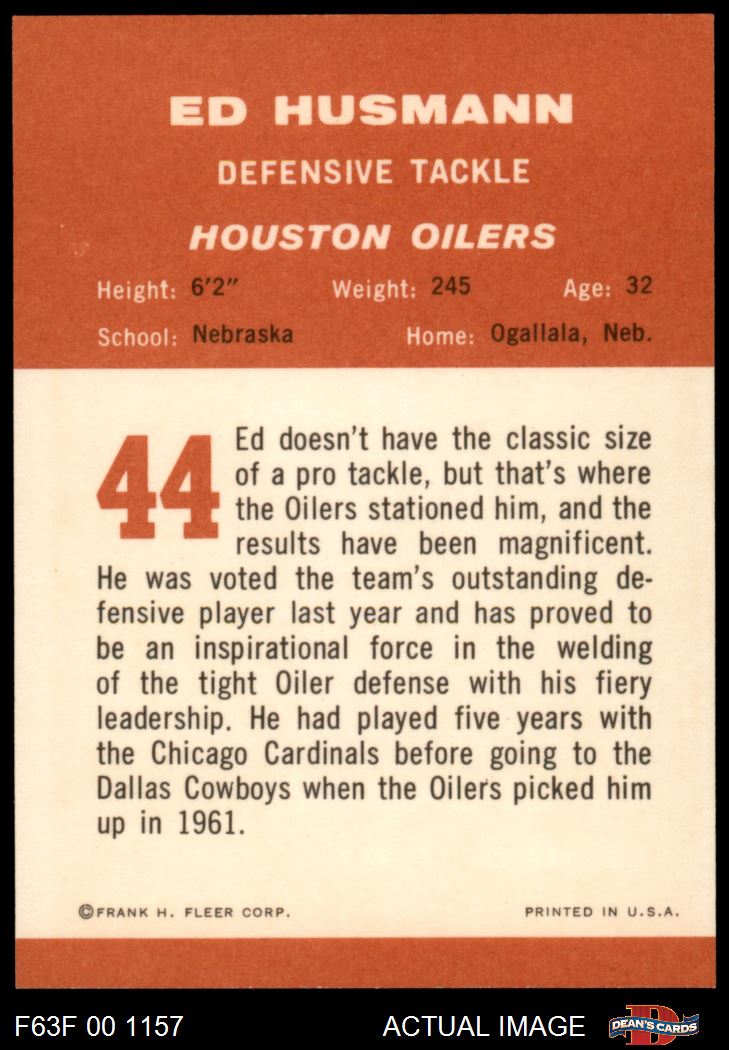 ED HUSMANN
DEFENSIVE TACKLE
HOUSTON OILERS
Height: 6'2" Weight: 245 Age: 32
School: Nebraska Home: Ogallala, Neb.
44
Ed doesn't have the classic size
of a pro tackle, but that's where
the Oilers stationed him, and the
results have been magnificent.
He was voted the team's outstanding de-
fensive player last year and has proved to
be an inspirational force in the welding
of the tight Oiler defense with his fiery
leadership. He had played five years with
the Chicago Cardinals before going to the
Dallas Cowboys when the Oilers picked him
up in 1961.
©FRANK H. FLEER CORP. PRINTED IN U.S.A.
F63F 00 1157 ACTUAL IMAGE D DEAN'S CARDS